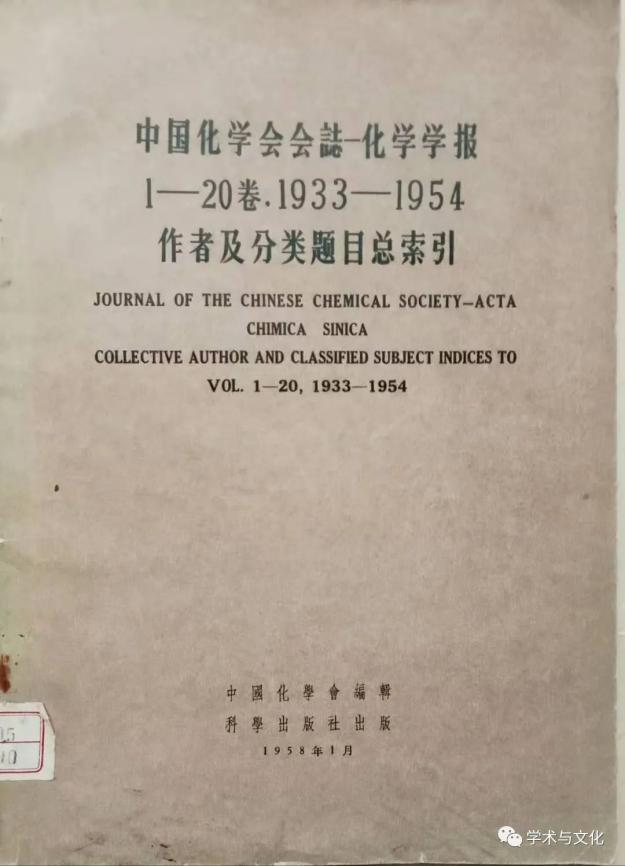 中国化学会会誌—化学学报
1—20卷.1933—1954
作者及分类题目总索引
JOURNAL OF THE CHINESE CHEMICAL SOCIETY—ACTA
CHIMICA SINICA
COLLECTIVE AUTHOR AND CLASSIFIED SUBJECT INDICES TO
VOL. 1—20, 1933—1954
中國化學會編輯
科學出版社出版
1958年1月
学术与文化